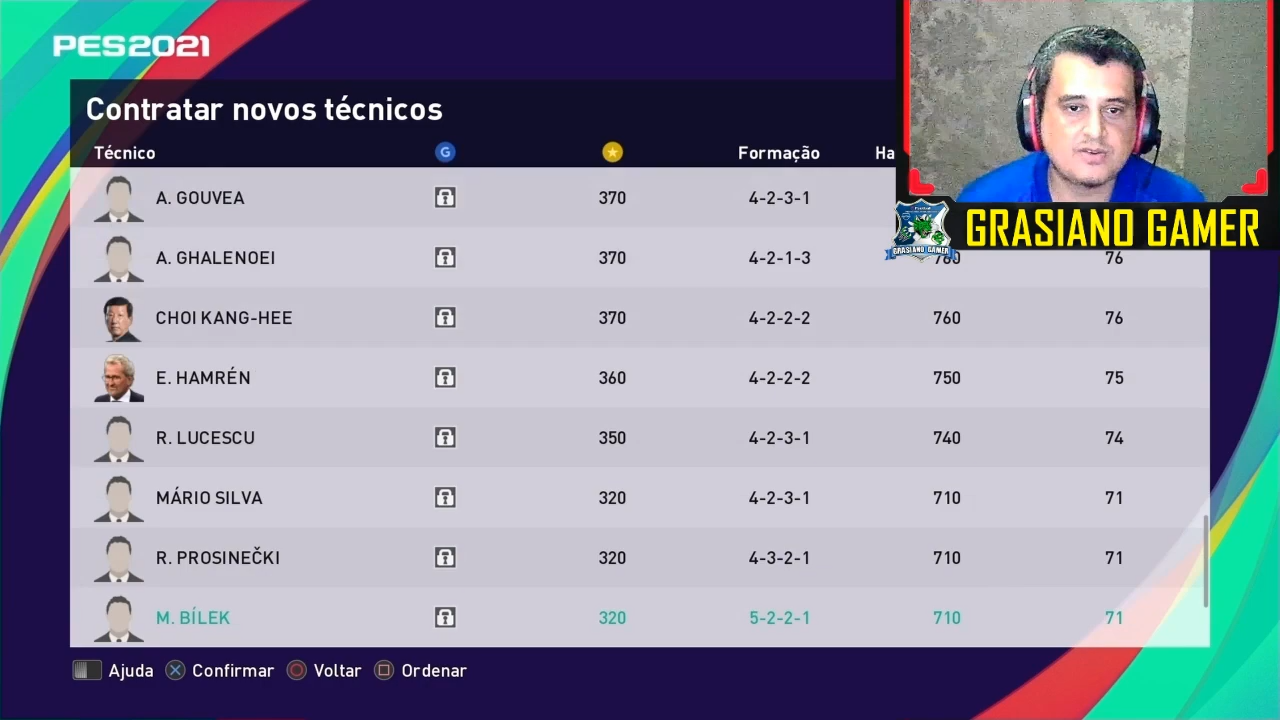 PES2021
Contratar novos técnicos
Técnico G Formação Ha
A. GOUVEA 370 4-2-3-1
GRASIANO GAMER
GRASIANO GAMER
A. GHALENOEI 370 4-2-1-3 760 76
CHOI KANG-HEE 370 4-2-2-2 760 76
E. HAMRÉN 360 4-2-2-2 750 75
R. LUCESCU 350 4-2-3-1 740 74
MÁRIO SILVA 320 4-2-3-1 710 71
R. PROSINEČKI 320 4-3-2-1 710 71
M. BÍLEK 320 5-2-2-1 710 71
Ajuda Confirmar Voltar Ordenar